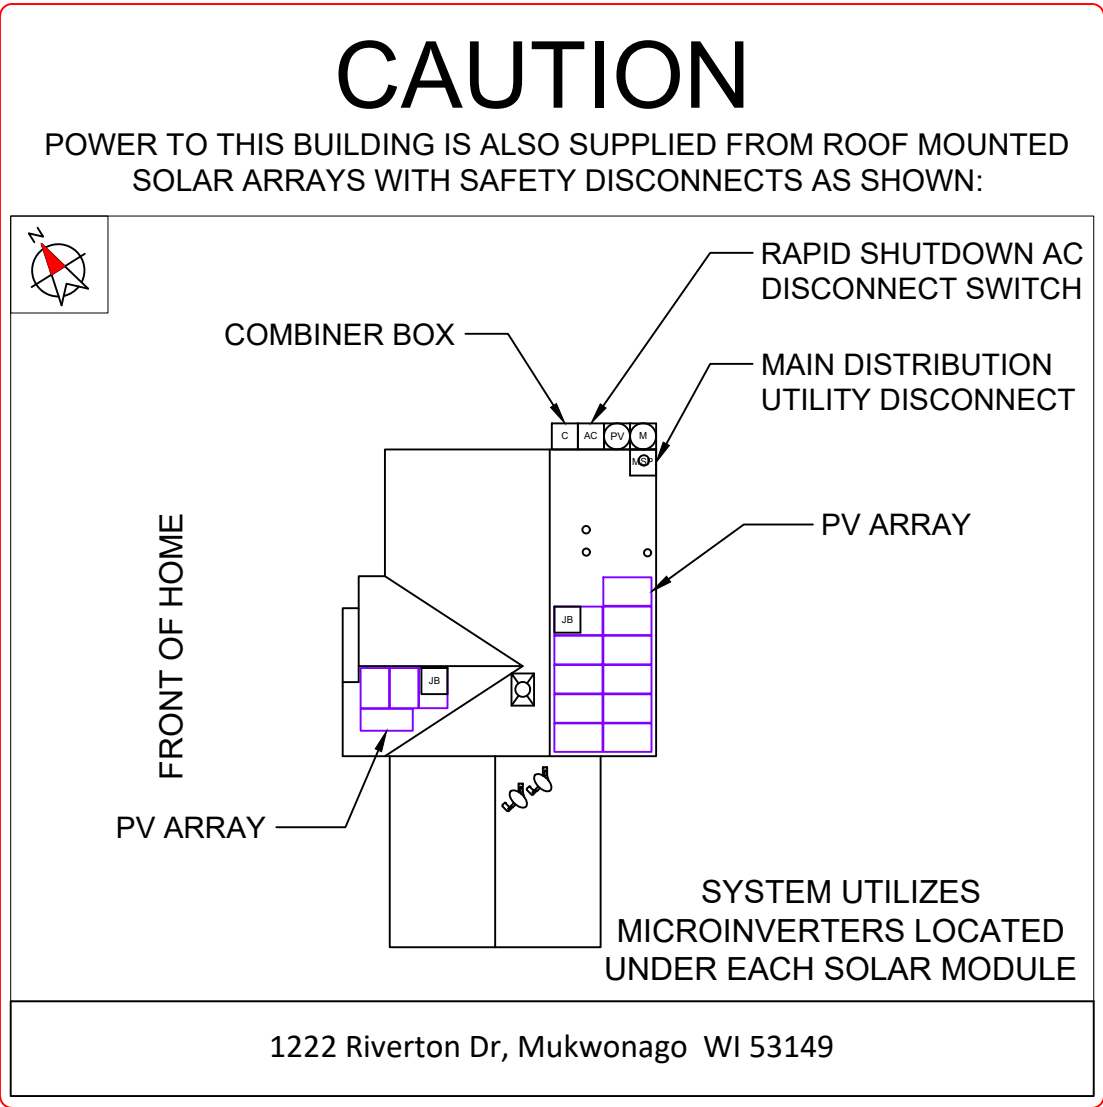 CAUTION
POWER TO THIS BUILDING IS ALSO SUPPLIED FROM ROOF MOUNTED
SOLAR ARRAYS WITH SAFETY DISCONNECTS AS SHOWN:
N
RAPID SHUTDOWN AC
DISCONNECT SWITCH
COMBINER BOX
MAIN DISTRIBUTION
UTILITY DISCONNECT
C
AC
PV
M
MSP
FRONT OF HOME
PV ARRAY
JB
JB
PV ARRAY
SYSTEM UTILIZES
MICROINVERTERS LOCATED
UNDER EACH SOLAR MODULE
1222 Riverton Dr, Mukwonago  WI 53149